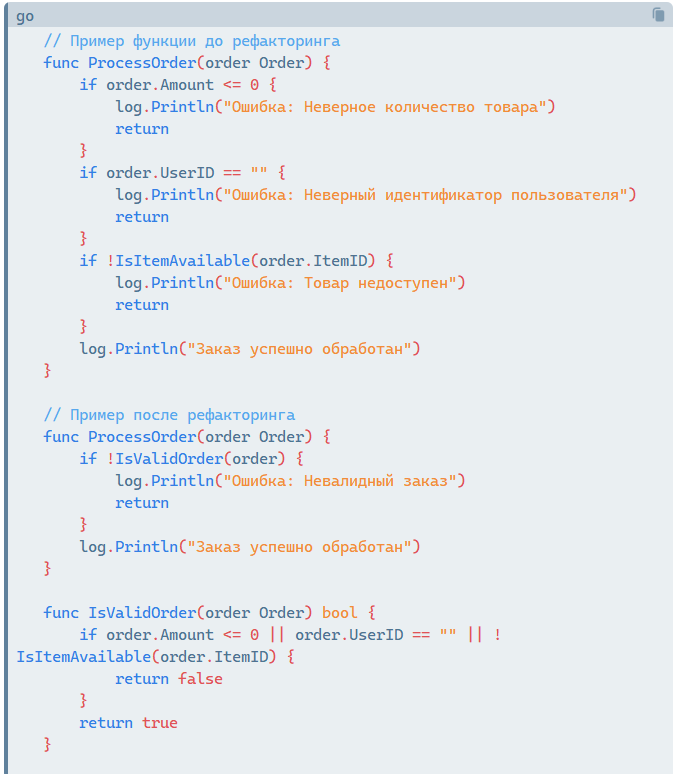 go
// Пример функции до рефакторинга
func ProcessOrder(order Order) {
    if order.Amount <= 0 {
        log.Println("Ошибка: Неверное количество товара")
        return
    }
    if order.UserID == "" {
        log.Println("Ошибка: Неверный идентификатор пользователя")
        return
    }
    if !IsItemAvailable(order.ItemID) {
        log.Println("Ошибка: Товар недоступен")
        return
    }
    log.Println("Заказ успешно обработан")
}

// Пример после рефакторинга
func ProcessOrder(order Order) {
    if !IsValidOrder(order) {
        log.Println("Ошибка: Невалидный заказ")
        return
    }
    log.Println("Заказ успешно обработан")
}

func IsValidOrder(order Order) bool {
    if order.Amount <= 0 || order.UserID == "" || !
IsItemAvailable(order.ItemID) {
        return false
    }
    return true
}